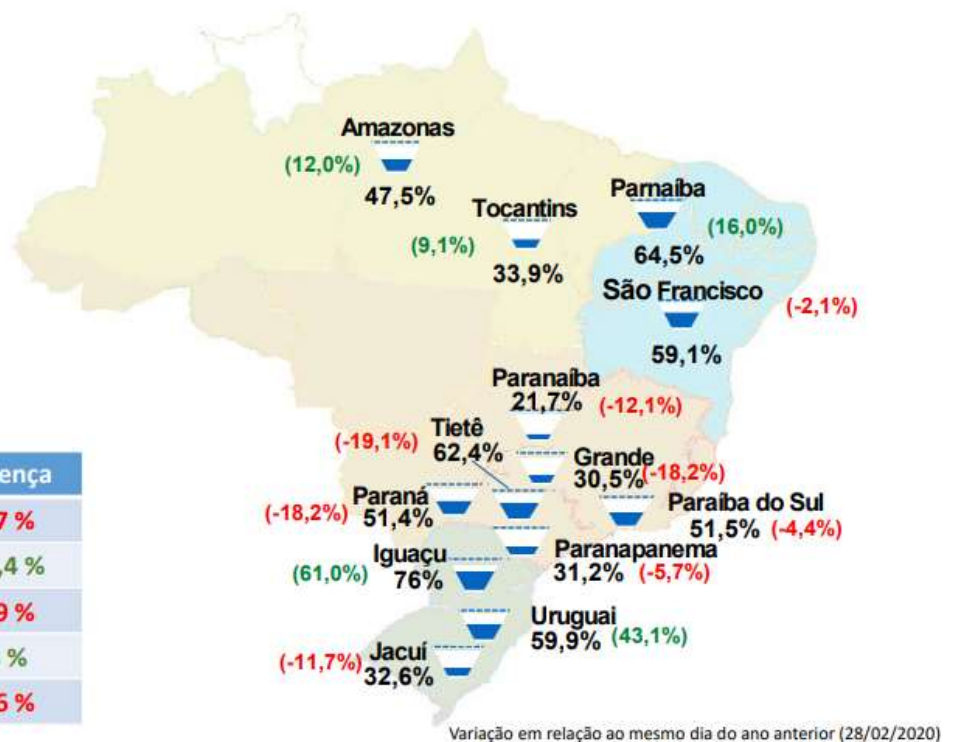 Amazonas
(12,0%)
47,5%
Tocantins
(9,1%)
33,9%
Parnaíba
(16,0%)
64,5%
São Francisco
(-2,1%)
59,1%
Paranaíba
21,7% (-12,1%)
(-19,1%) Tietê
62,4%
Grande
30,5% (-18,2%)
Paraná
(-18,2%) 51,4%
Paraíba do Sul
51,5% (-4,4%)
Iguaçu
(61,0%) 76%
Paranapanema
31,2% (-5,7%)
Uruguai
59,9% (43,1%)
Jacuí
(-11,7%) 32,6%
ença
7 %
,4 %
9 %
%
%
Variação em relação ao mesmo dia do ano anterior (28/02/2020)